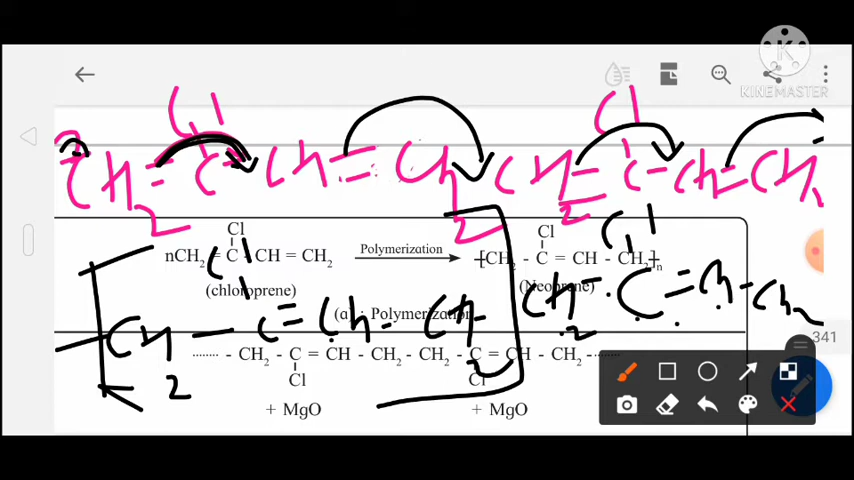 KINEMASTER
Cl Cl
CH2 = C - CH = CH2 CH2 = C - CH = CH2
Cl Cl
nCH2 = C - CH = CH2 Polymerization -[CH2 - C = CH - CH2]-n
(chloroprene) (Neoprene)
Cl Cl
CH2 - C = CH - CH2 CH2 - C = CH - CH2
(a) : Polymerization
........ - CH2 - C = CH - CH2 - CH2 - C = CH - CH2 ........
Cl Cl
+ MgO + MgO
341